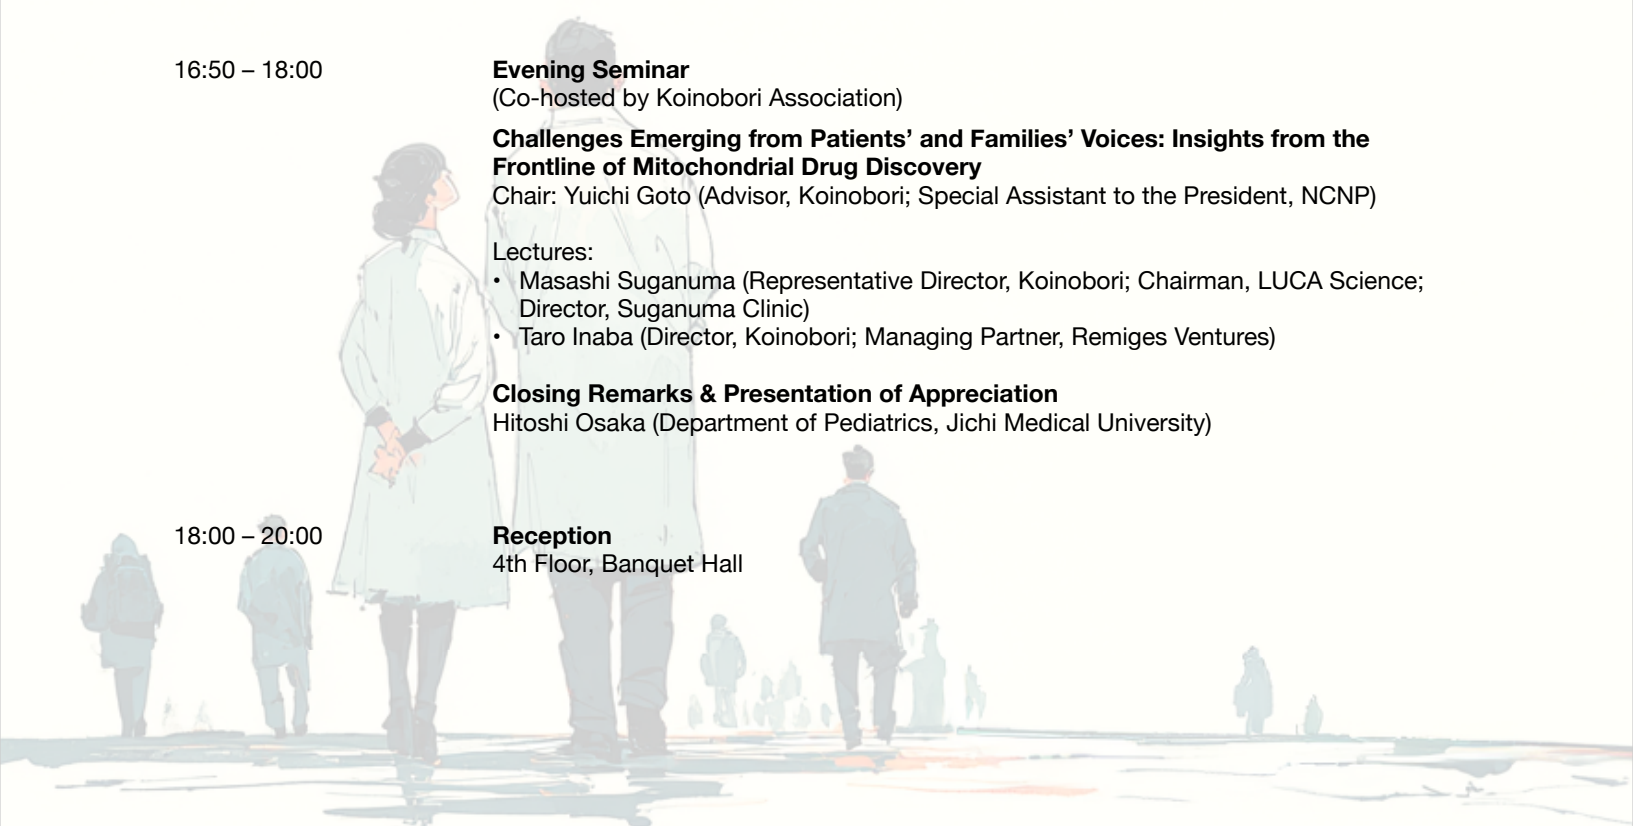 16:50 – 18:00
Evening Seminar
(Co-hosted by Koinobori Association)
Challenges Emerging from Patients’ and Families’ Voices: Insights from the
Frontline of Mitochondrial Drug Discovery
Chair: Yuichi Goto (Advisor, Koinobori; Special Assistant to the President, NCNP)
Lectures:
• Masashi Suganuma (Representative Director, Koinobori; Chairman, LUCA Science;
Director, Suganuma Clinic)
• Taro Inaba (Director, Koinobori; Managing Partner, Remiges Ventures)
Closing Remarks & Presentation of Appreciation
Hitoshi Osaka (Department of Pediatrics, Jichi Medical University)
18:00 – 20:00
Reception
4th Floor, Banquet Hall